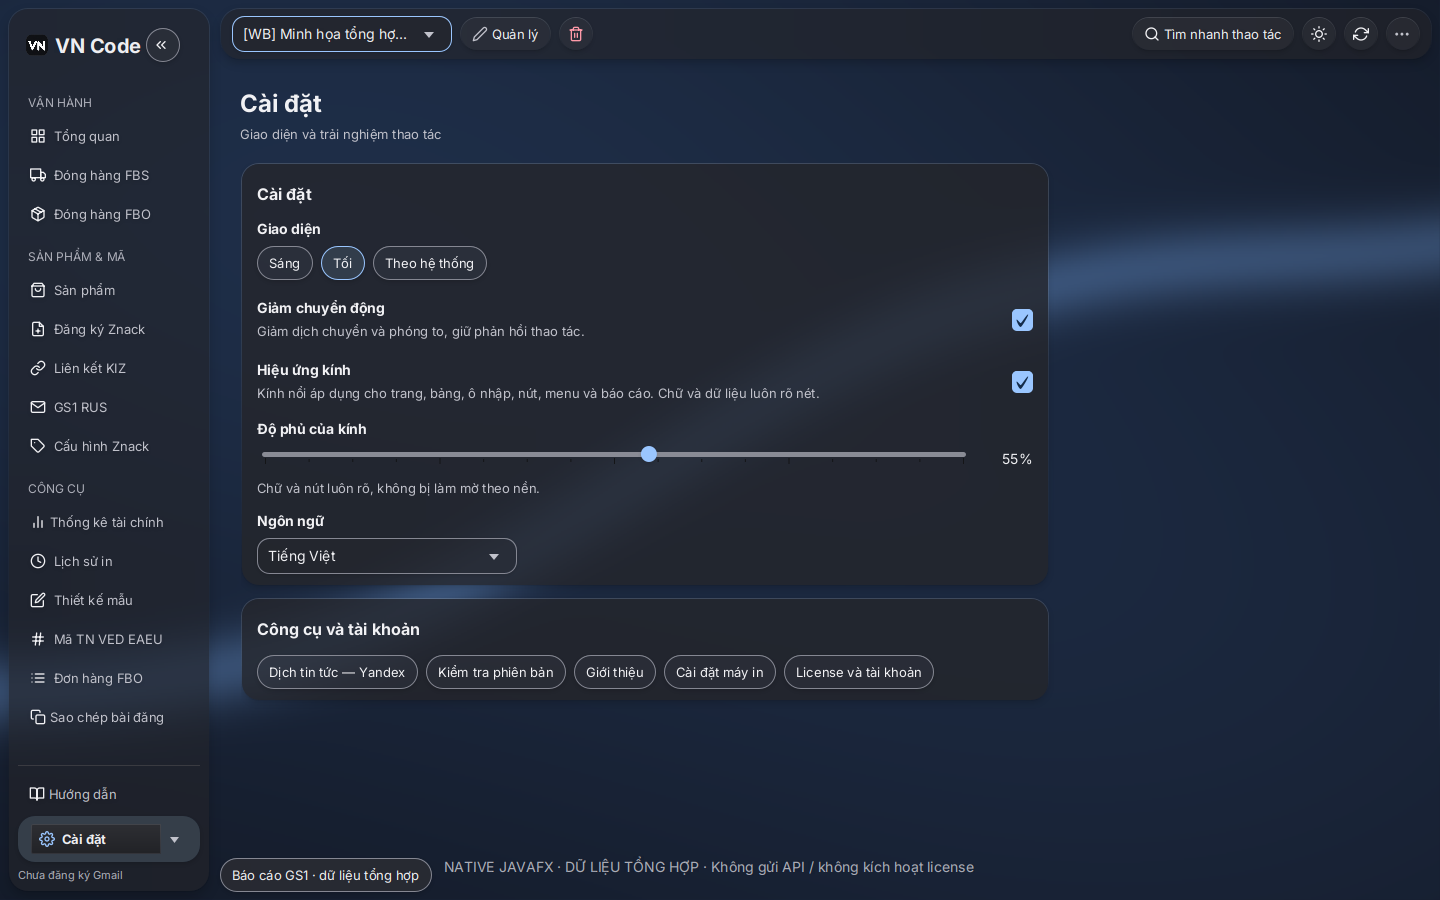 VN VN Code
VẬN HÀNH
Tổng quan
Đóng hàng FBS
Đóng hàng FBO
SẢN PHẨM & MÃ
Sản phẩm
Đăng ký Znack
Liên kết KIZ
GS1 RUS
Cấu hình Znack
CÔNG CỤ
Thống kê tài chính
Lịch sử in
Thiết kế mẫu
Mã TN VED EAEU
Đơn hàng FBO
Sao chép bài đăng
Hướng dẫn
Cài đặt
Chưa đăng ký Gmail
[WB] Minh họa tổng hợ...
Quản lý
Tìm nhanh thao tác
Cài đặt
Giao diện và trải nghiệm thao tác
Cài đặt
Giao diện
Sáng
Tối
Theo hệ thống
Giảm chuyển động
Giảm dịch chuyển và phóng to, giữ phản hồi thao tác.
Hiệu ứng kính
Kính nổi áp dụng cho trang, bảng, ô nhập, nút, menu và báo cáo. Chữ và dữ liệu luôn rõ nét.
Độ phủ của kính
55%
Chữ và nút luôn rõ, không bị làm mờ theo nền.
Ngôn ngữ
Tiếng Việt
Công cụ và tài khoản
Dịch tin tức — Yandex
Kiểm tra phiên bản
Giới thiệu
Cài đặt máy in
License và tài khoản
Báo cáo GS1 · dữ liệu tổng hợp
NATIVE JAVAFX · DỮ LIỆU TỔNG HỢP · Không gửi API / không kích hoạt license